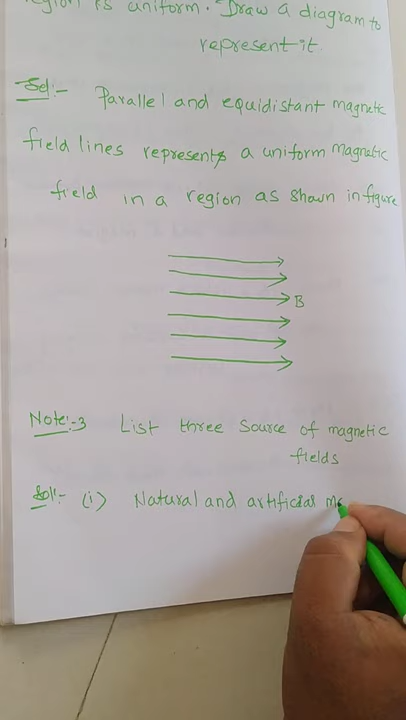 region is uniform. Draw a diagram to
represent it
Sol:- Parallel and equidistant magnetic
field lines represents a uniform magnetic
field in a region as shown in figure
B
Note:-3 List three Source of magnetic
fields
Sol:- (i) Natural and artificial m